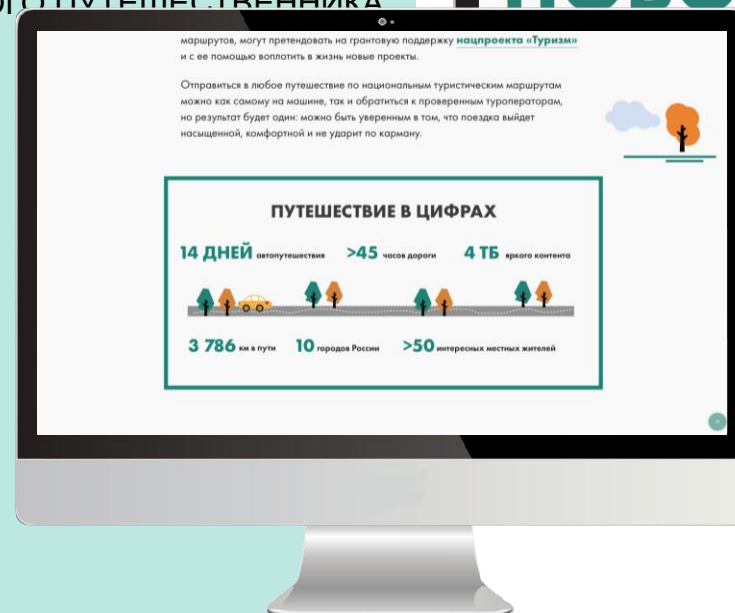 ПУТЕШЕСТВЕННИКА
маршрутов, могут претендовать на грантовую поддержку нацпроекта «Туризм»
и с ее помощью воплотить в жизнь новые проекты.
Отправиться в любое путешествие по национальным туристическим маршрутам
можно как самому на машине, так и обратиться к проверенным туроператорам,
но результат будет один: можно быть уверенным в том, что поездка выйдет
насыщенной, комфортной и не ударит по карману.
ПУТЕШЕСТВИЕ В ЦИФРАХ
14 ДНЕЙ автопутешествия >45 часов дороги 4 ТБ яркого контента
3 786 км в пути 10 городов России >50 интересных местных жителей